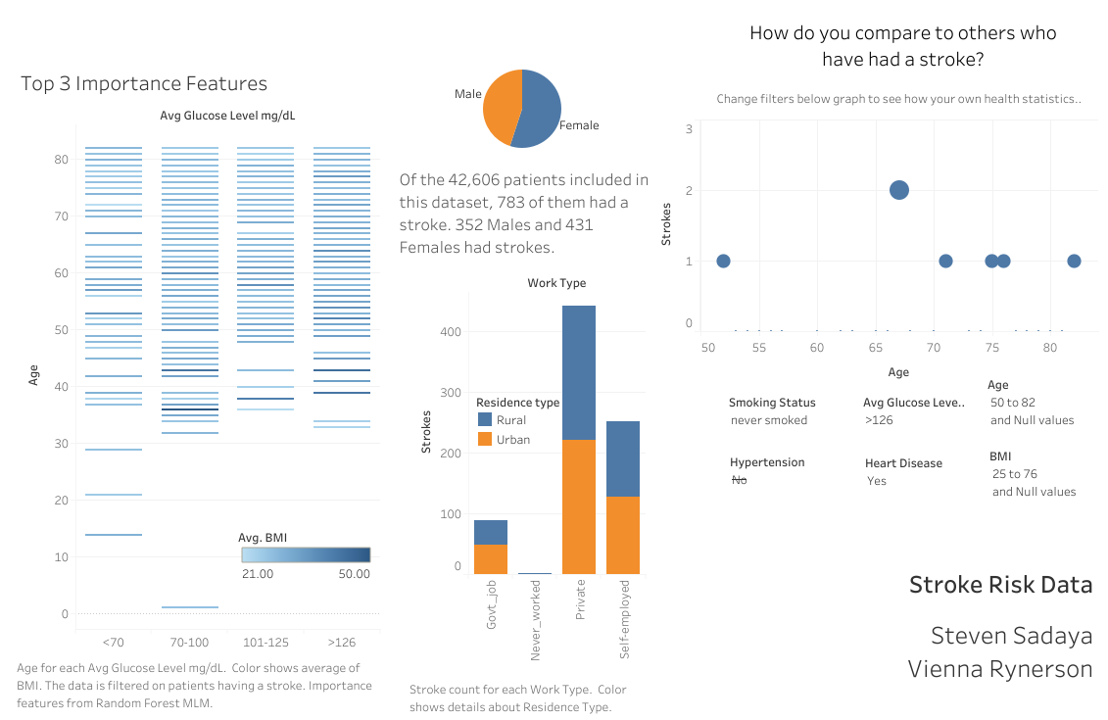 Top 3 Importance Features
Avg Glucose Level mg/dL
80
70
60
50
40
30
20
10
0
Age
Avg. BMI
21.00 50.00
<70 70-100 101-125 >126
Age for each Avg Glucose Level mg/dL. Color shows average of
BMI. The data is filtered on patients having a stroke. Importance
features from Random Forest MLM.
Male
Female
Of the 42,606 patients included in
this dataset, 783 of them had a
stroke. 352 Males and 431
Females had strokes.
Work Type
400
300
200
100
0
Strokes
Residence type
Rural
Urban
Govt_job
Never_worked
Private
Self-employed
Stroke count for each Work Type. Color
shows details about Residence Type.
How do you compare to others who
have had a stroke?
Change filters below graph to see how your own health statistics..
3
2
1
0
Strokes
50 55 60 65 70 75 80
Age
Smoking Status
never smoked
Avg Glucose Leve..
>126
Age
50 to 82
and Null values
Hypertension
No
Heart Disease
Yes
BMI
25 to 76
and Null values
Stroke Risk Data
Steven Sadaya
Vienna Rynerson